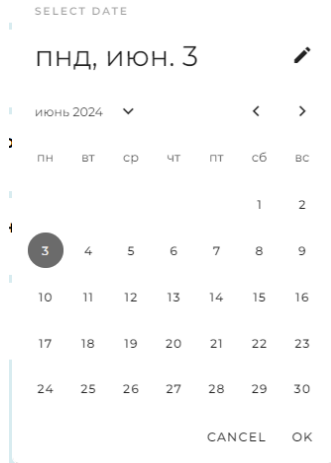 SELECT DATE
пнд, июн. 3
июнь 2024
пн вт ср чт пт сб вс
1 2
3 4 5 6 7 8 9
10 11 12 13 14 15 16
17 18 19 20 21 22 23
24 25 26 27 28 29 30
CANCEL OK